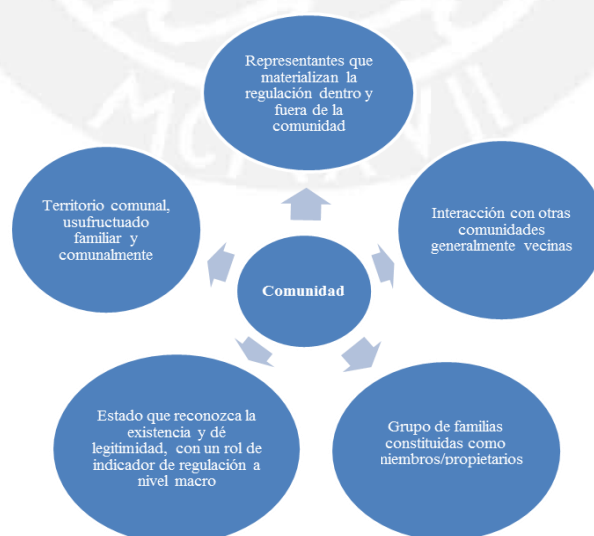 Representantes que
materializan la
regulación dentro y
fuera de la
comunidad
Territorio comunal,
usufructuado
familiar y
comunalmente
Interacción con otras
comunidades
generalmente vecinas
Comunidad
Estado que reconozca la
existencia y dé
legitimidad, con un rol de
indicador de regulación a
nivel macro
Grupo de familias
constituidas como
miembros/propietarios